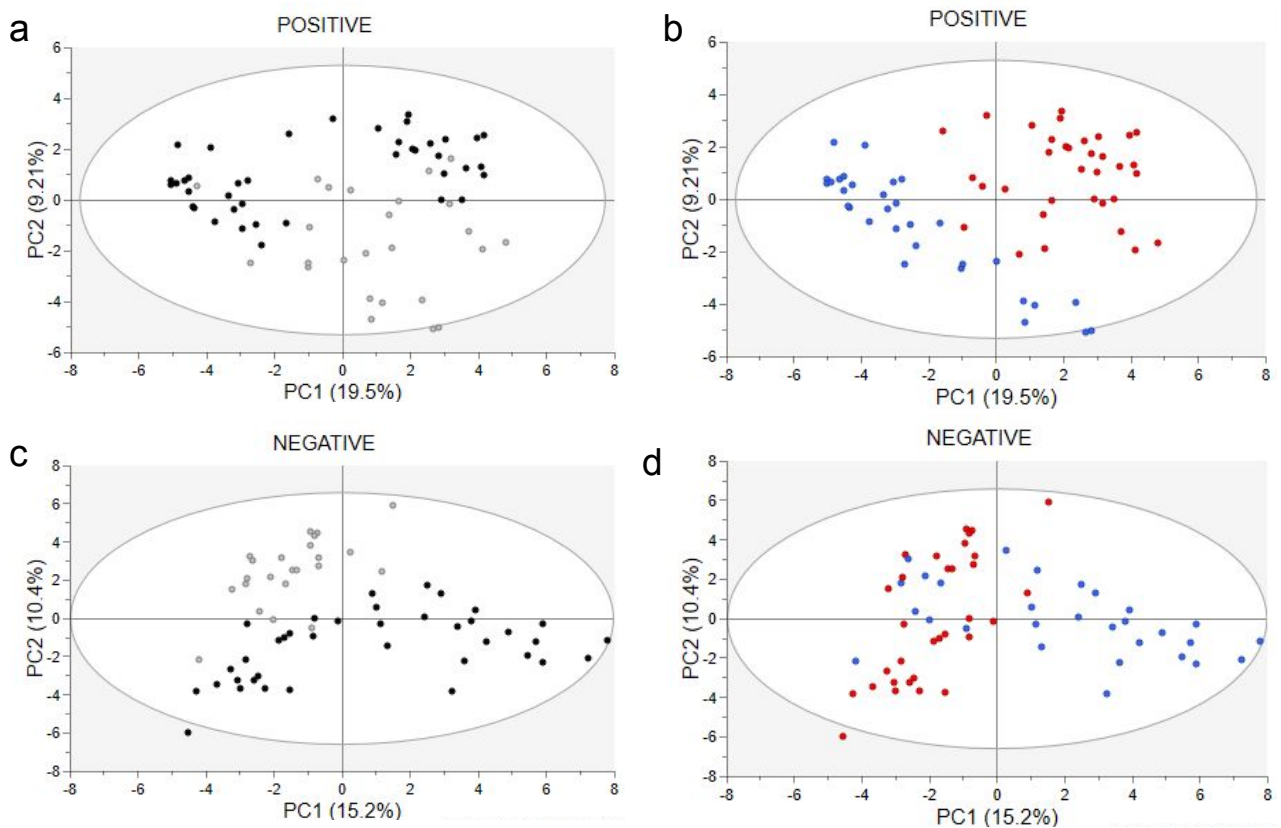 a
POSITIVE
6
4
2
0
-2
-4
-6
PC2 (9.21%)
-8 -6 -4 -2 0 2 4 6 8
PC1 (19.5%)
b
POSITIVE
6
4
2
0
-2
-4
-6
PC2 (9.21%)
-8 -6 -4 -2 0 2 4 6 8
PC1 (19.5%)
c
NEGATIVE
8
6
4
2
0
-2
-4
-6
-8
PC2 (10.4%)
-8 -6 -4 -2 0 2 4 6 8
PC1 (15.2%)
d
NEGATIVE
8
6
4
2
0
-2
-4
-6
-8
PC2 (10.4%)
-8 -6 -4 -2 0 2 4 6 8
PC1 (15.2%)